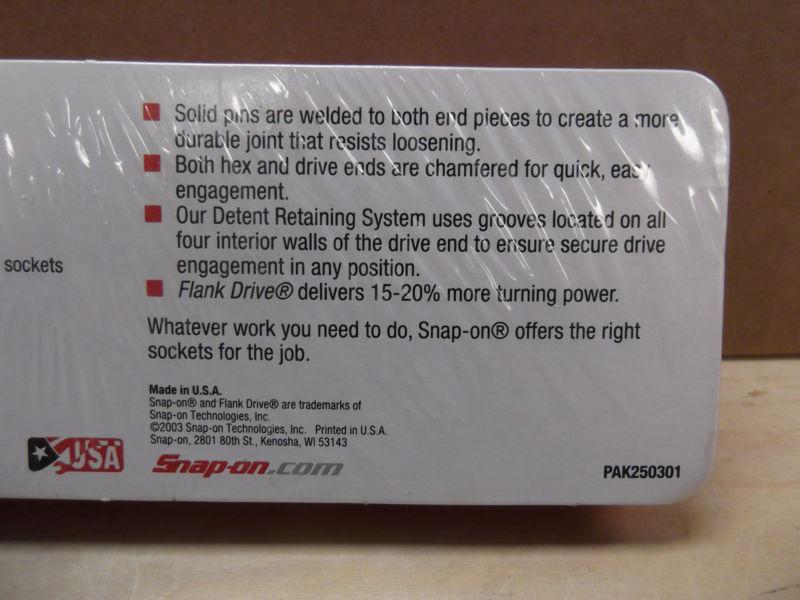 Solid pins are welded to both end pieces to create a more
durable joint that resists loosening.
Both hex and drive ends are chamfered for quick, easy
engagement.
Our Detent Retaining System uses grooves located on all
four interior walls of the drive end to ensure secure drive
engagement in any position.
Flank Drive® delivers 15-20% more turning power.
sockets
Whatever work you need to do, Snap-on® offers the right
sockets for the job.
Made in U.S.A.
Snap-on® and Flank Drive® are trademarks of
Snap-on Technologies, Inc.
©2003 Snap-on Technologies, Inc. Printed in U.S.A.
Snap-on, 2801 80th St., Kenosha, WI 53143
USA
Snap-on.com
PAK250301